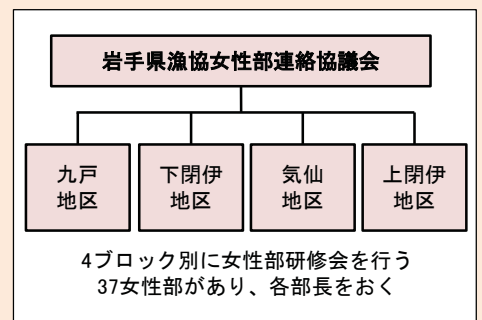 岩手県漁協女性部連絡協議会
九戸
地区
下閉伊
地区
気仙
地区
上閉伊
地区
4ブロック別に女性部研修会を行う
37女性部があり、各部長をおく